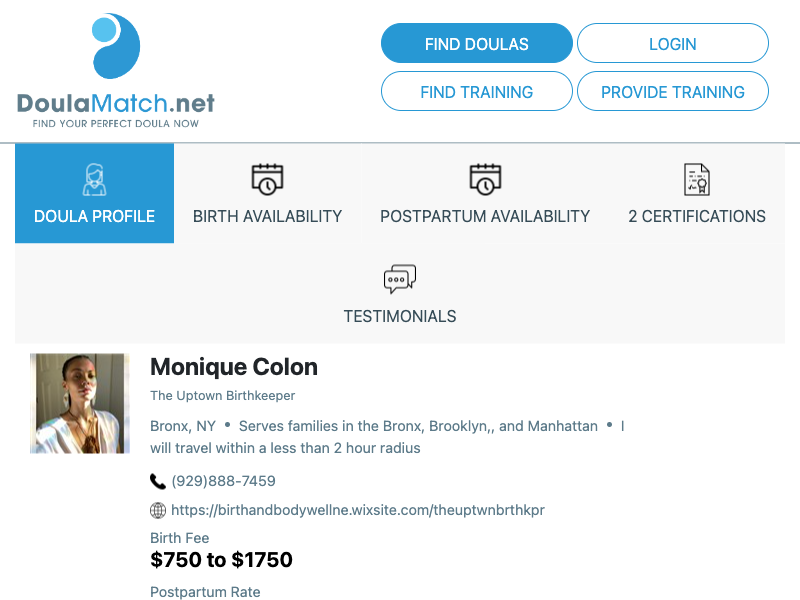 DoulaMatch.net
FIND YOUR PERFECT DOULA NOW
FIND DOULAS
LOGIN
FIND TRAINING
PROVIDE TRAINING
DOULA PROFILE
BIRTH AVAILABILITY
POSTPARTUM AVAILABILITY
2 CERTIFICATIONS
TESTIMONIALS
Monique Colon
The Uptown Birthkeeper
Bronx, NY • Serves families in the Bronx, Brooklyn,, and Manhattan • I
will travel within a less than 2 hour radius
(929)888-7459
https://birthandbodywellne.wixsite.com/theuptwnbrthkpr
Birth Fee
$750 to $1750
Postpartum Rate